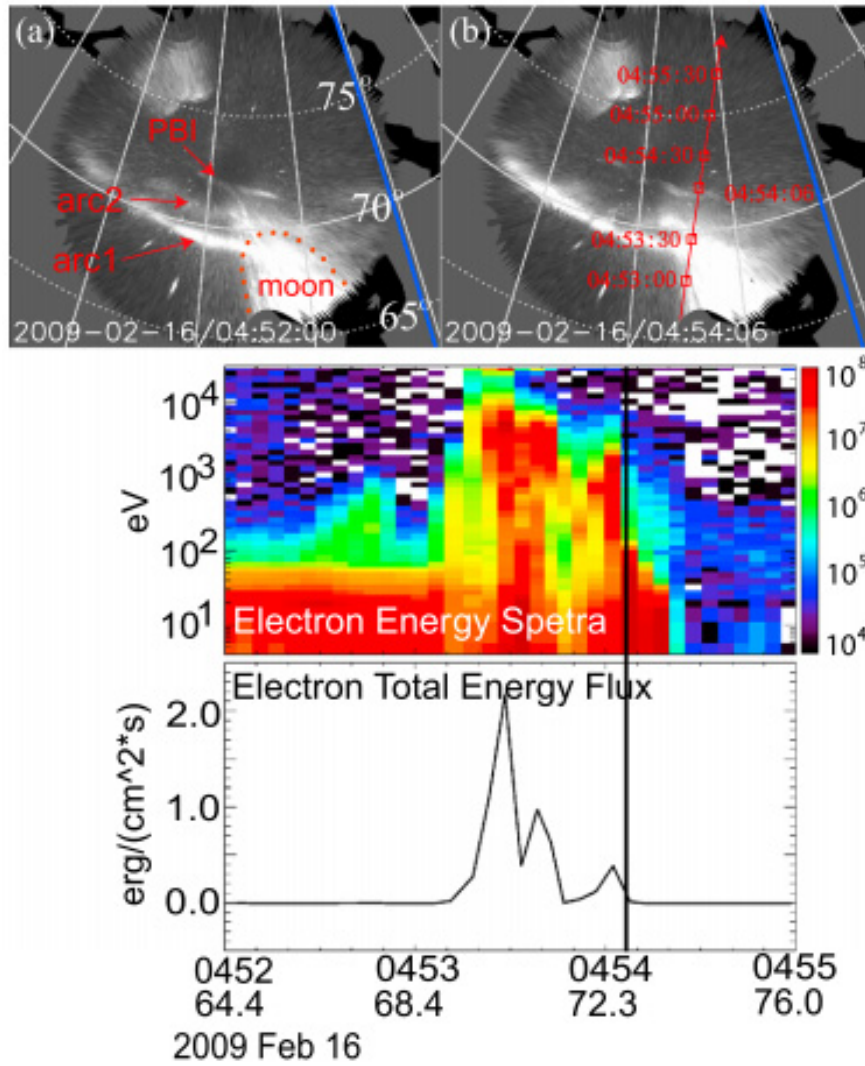 (a)
75°
PBI
arc2
70°
arc1
moon
65°
2009-02-16/04:52:00
(b)
04:55:30
04:55:00
04:54:30
04:54:06
04:53:30
04:53:00
2009-02-16/04:54:06
10^4
10^3
10^2
10^1
eV
Electron Energy Spetra
10^8
10^7
10^6
10^5
10^4
Electron Total Energy Flux
2.0
1.0
0.0
erg/(cm^2*s)
0452 0453 0454 0455
64.4 68.4 72.3 76.0
2009 Feb 16